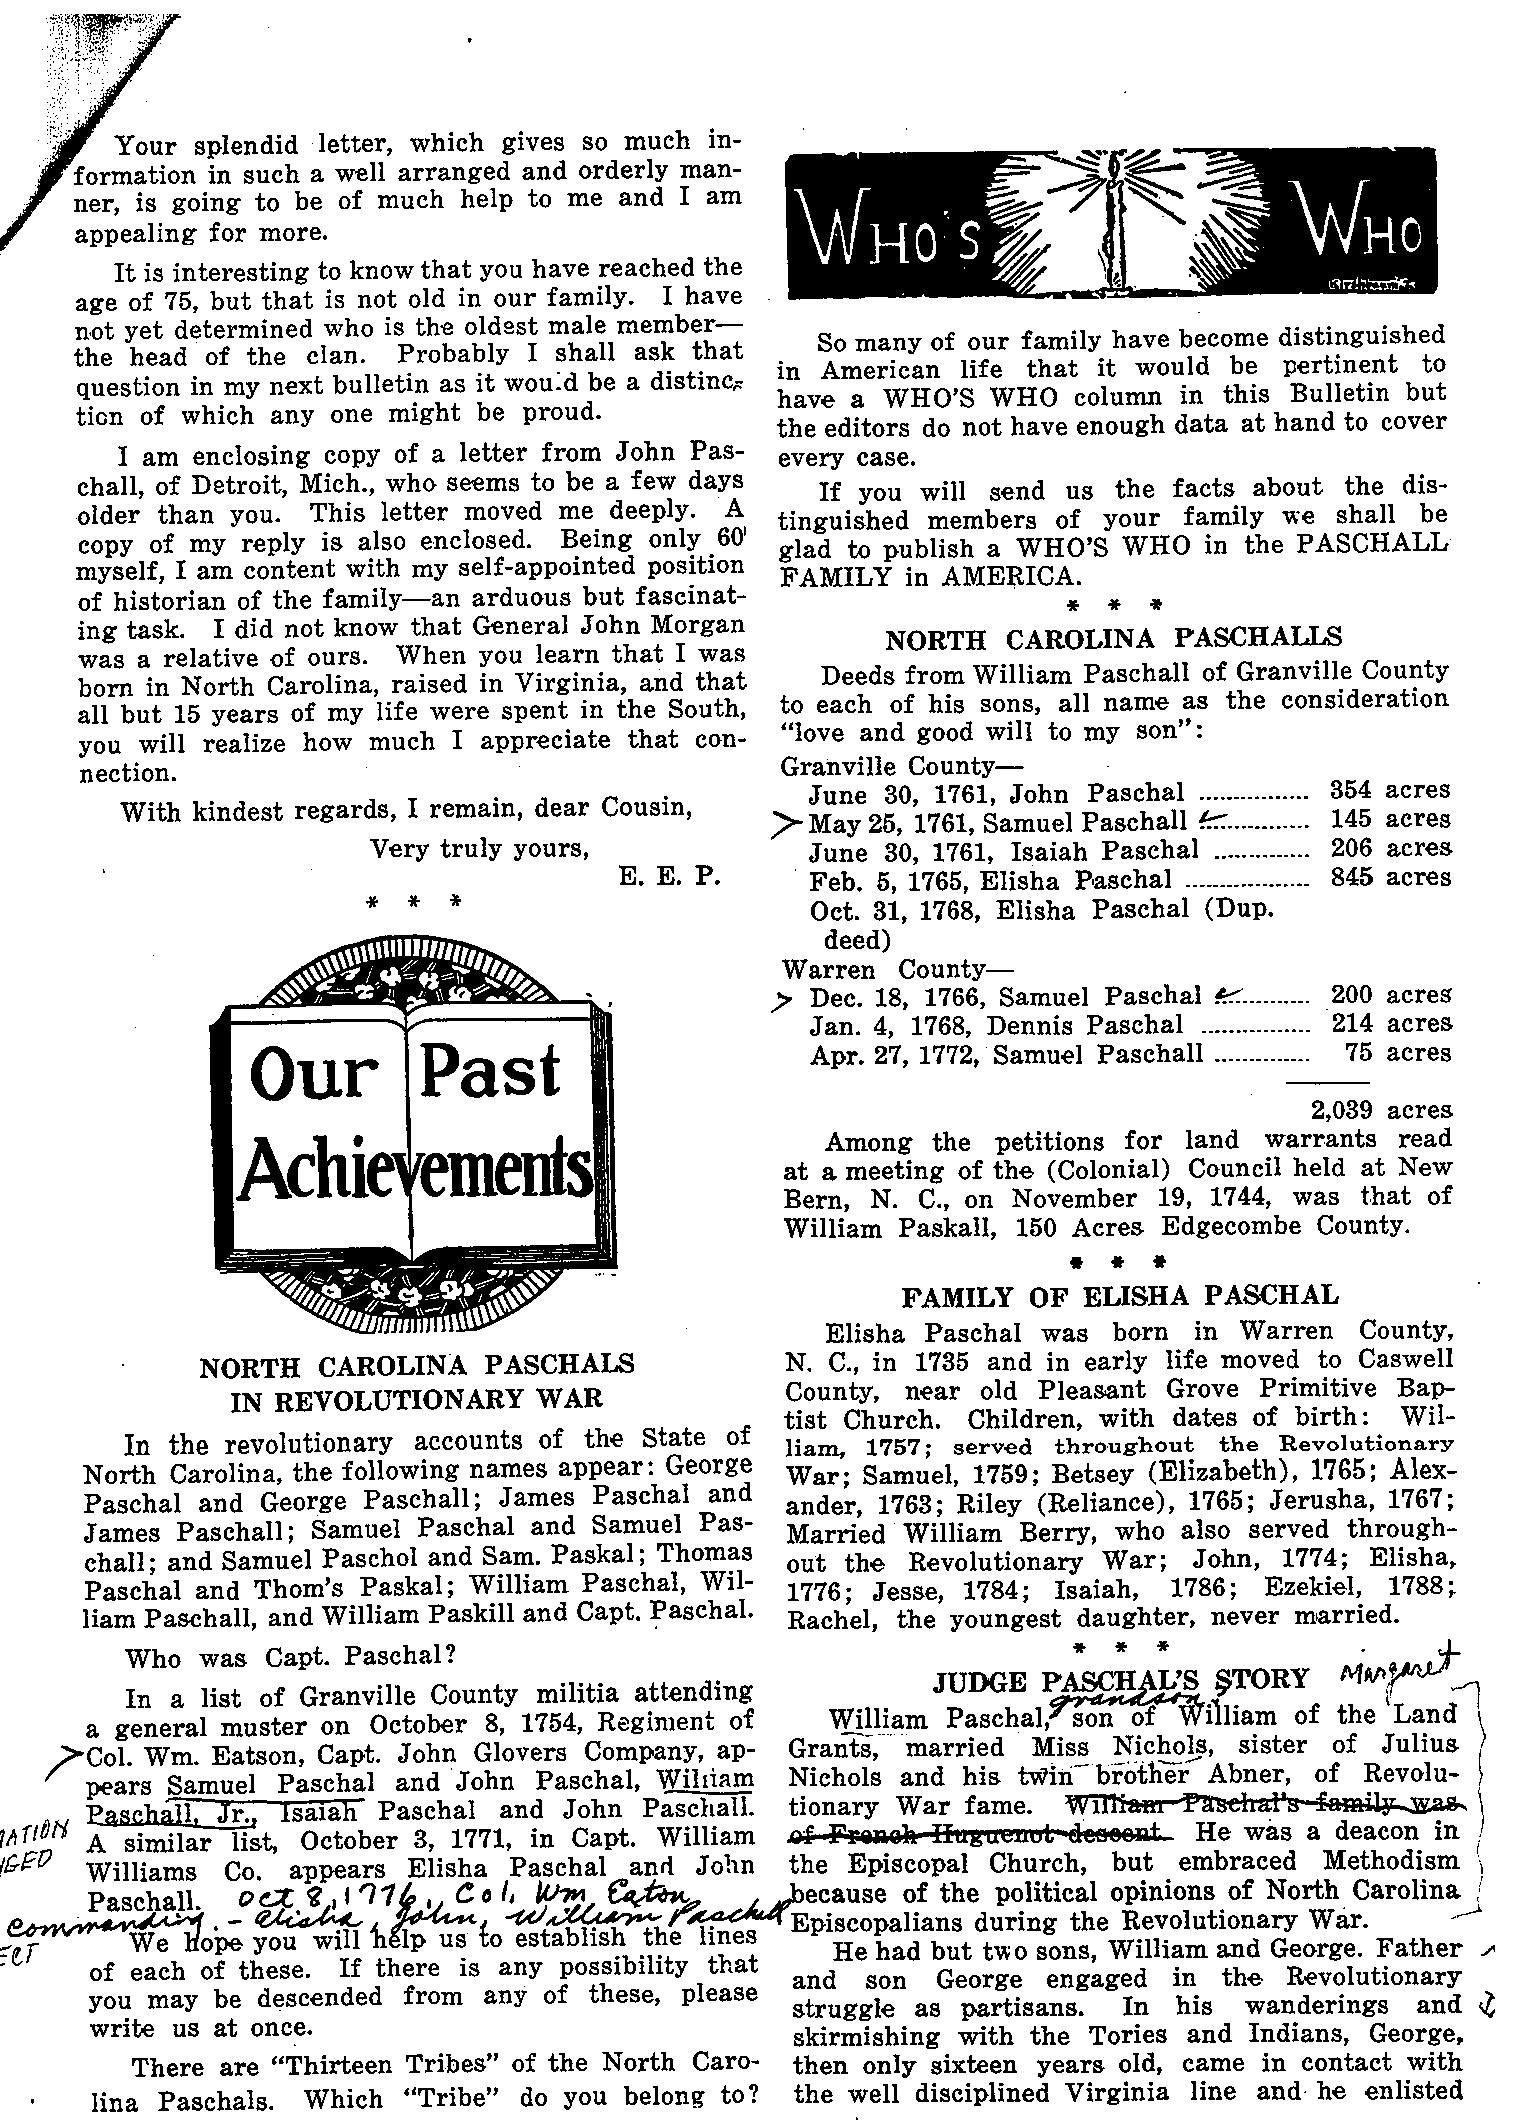 Your splendid letter, which gives so much in-
formation in such a well arranged and orderly man-
ner, is going to be of much help to me and I am
appealing for more.
It is interesting to know that you have reached the
age of 75, but that is not old in our family. I have
not yet determined who is the oldest male member—
the head of the clan. Probably I shall ask that
question in my next bulletin as it would be a distinc-
tion of which any one might be proud.
I am enclosing copy of a letter from John Pas-
chall, of Detroit, Mich., who seems to be a few days
older than you. This letter moved me deeply. A
copy of my reply is also enclosed. Being only 60
myself, I am content with my self-appointed position
of historian of the family—an arduous but fascinat-
ing task. I did not know that General John Morgan
was a relative of ours. When you learn that I was
born in North Carolina, raised in Virginia, and that
all but 15 years of my life were spent in the South,
you will realize how much I appreciate that con-
nection.
With kindest regards, I remain, dear Cousin,
Very truly yours,
E. E. P.
* * *
Our Past
Achievements
NORTH CAROLINA PASCHALS
IN REVOLUTIONARY WAR
In the revolutionary accounts of the State of
North Carolina, the following names appear: George
Paschal and George Paschall; James Paschal and
James Paschall; Samuel Paschal and Samuel Pas-
chall; and Samuel Paschol and Sam. Paskal; Thomas
Paschal and Thom's Paskal; William Paschal, Wil-
liam Paschall, and William Paskill and Capt. Paschal.
Who was Capt. Paschal?
In a list of Granville County militia attending
a general muster on October 8, 1754, Regiment of
Col. Wm. Eatson, Capt. John Glovers Company, ap-
pears Samuel Paschal and John Paschal, William
Paschall, Jr., Isaiah Paschal and John Paschall.
A similar list, October 3, 1771, in Capt. William
Williams Co. appears Elisha Paschal and John
Paschall. Oct 8, 1776, Col. Wm Eaton
commanding. - Elisha, John, William Paschall
We hope you will help us to establish the lines
of each of these. If there is any possibility that
you may be descended from any of these, please
write us at once.
There are "Thirteen Tribes" of the North Caro-
lina Paschals. Which "Tribe" do you belong to?
WHO'S WHO
So many of our family have become distinguished
in American life that it would be pertinent to
have a WHO'S WHO column in this Bulletin but
the editors do not have enough data at hand to cover
every case.
If you will send us the facts about the dis-
tinguished members of your family we shall be
glad to publish a WHO'S WHO in the PASCHALL
FAMILY in AMERICA.
* * *
NORTH CAROLINA PASCHALLS
Deeds from William Paschall of Granville County
to each of his sons, all name as the consideration
"love and good will to my son":
Granville County—
June 30, 1761, John Paschal ................ 354 acres
May 25, 1761, Samuel Paschall ................ 145 acres
June 30, 1761, Isaiah Paschal .............. 206 acres
Feb. 5, 1765, Elisha Paschal .................. 845 acres
Oct. 31, 1768, Elisha Paschal (Dup.
deed)
Warren County—
Dec. 18, 1766, Samuel Paschal .............. 200 acres
Jan. 4, 1768, Dennis Paschal ................ 214 acres
Apr. 27, 1772, Samuel Paschall .............. 75 acres
2,039 acres
Among the petitions for land warrants read
at a meeting of the (Colonial) Council held at New
Bern, N. C., on November 19, 1744, was that of
William Paskall, 150 Acres Edgecombe County.
* * *
FAMILY OF ELISHA PASCHAL
Elisha Paschal was born in Warren County,
N. C., in 1735 and in early life moved to Caswell
County, near old Pleasant Grove Primitive Bap-
tist Church. Children, with dates of birth: Wil-
liam, 1757; served throughout the Revolutionary
War; Samuel, 1759; Betsey (Elizabeth), 1765; Alex-
ander, 1763; Riley (Reliance), 1765; Jerusha, 1767;
Married William Berry, who also served through-
out the Revolutionary War; John, 1774; Elisha,
1776; Jesse, 1784; Isaiah, 1786; Ezekiel, 1788;
Rachel, the youngest daughter, never married.
* * *
JUDGE PASCHAL'S STORY Margaret
grandson
William Paschal, son of William of the Land
Grants, married Miss Nichols, sister of Julius
Nichols and his twin brother Abner, of Revolu-
tionary War fame. William Paschal's family was
of French Huguenot descent. He was a deacon in
the Episcopal Church, but embraced Methodism
because of the political opinions of North Carolina
Episcopalians during the Revolutionary War.
He had but two sons, William and George. Father
and son George engaged in the Revolutionary
struggle as partisans. In his wanderings and
skirmishing with the Tories and Indians, George,
then only sixteen years old, came in contact with
the well disciplined Virginia line and he enlisted